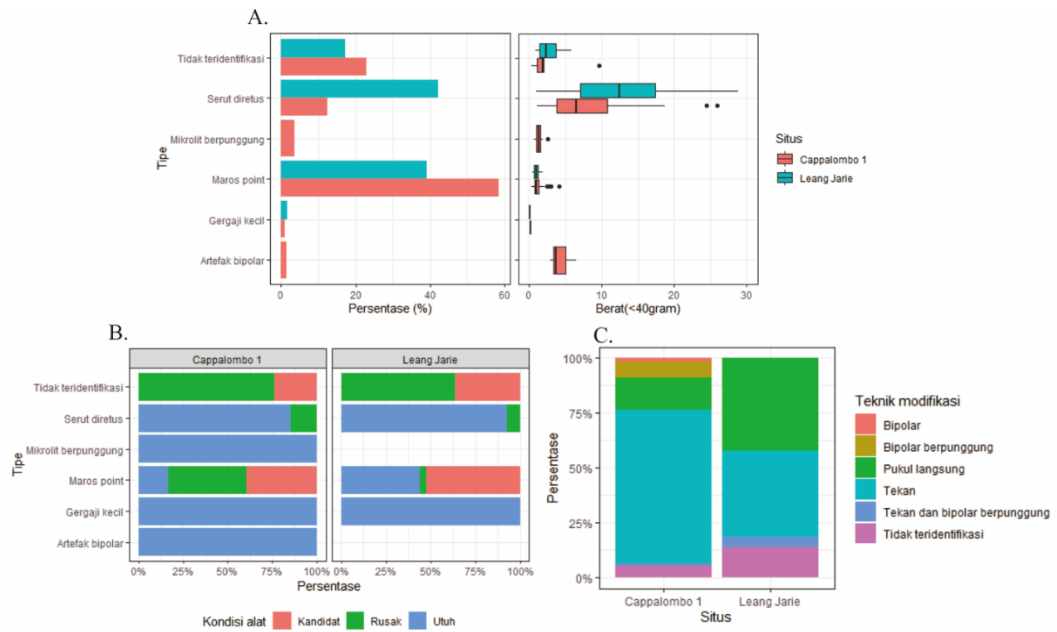 A.
Tipe
Tidak teridentifikasi
Serut diretus
Mikrolit berpunggung
Maros point
Gergaji kecil
Artefak bipolar
0 20 40 60
Persentase (%)
0 10 20 30
Berat(<40gram)
Situs
Cappalombo 1
Leang Jarie
B.
Cappalombo 1 Leang Jarie
Tipe
Tidak teridentifikasi
Serut diretus
Mikrolit berpunggung
Maros point
Gergaji kecil
Artefak bipolar
0% 25% 50% 75% 100% 0% 25% 50% 75% 100%
Persentase
Kondisi alat Kandidat Rusak Utuh
C.
Persentase
100%
75%
50%
25%
0%
Cappalombo 1 Leang Jarie
Situs
Teknik modifikasi
Bipolar
Bipolar berpunggung
Pukul langsung
Tekan
Tekan dan bipolar berpunggung
Tidak teridentifikasi